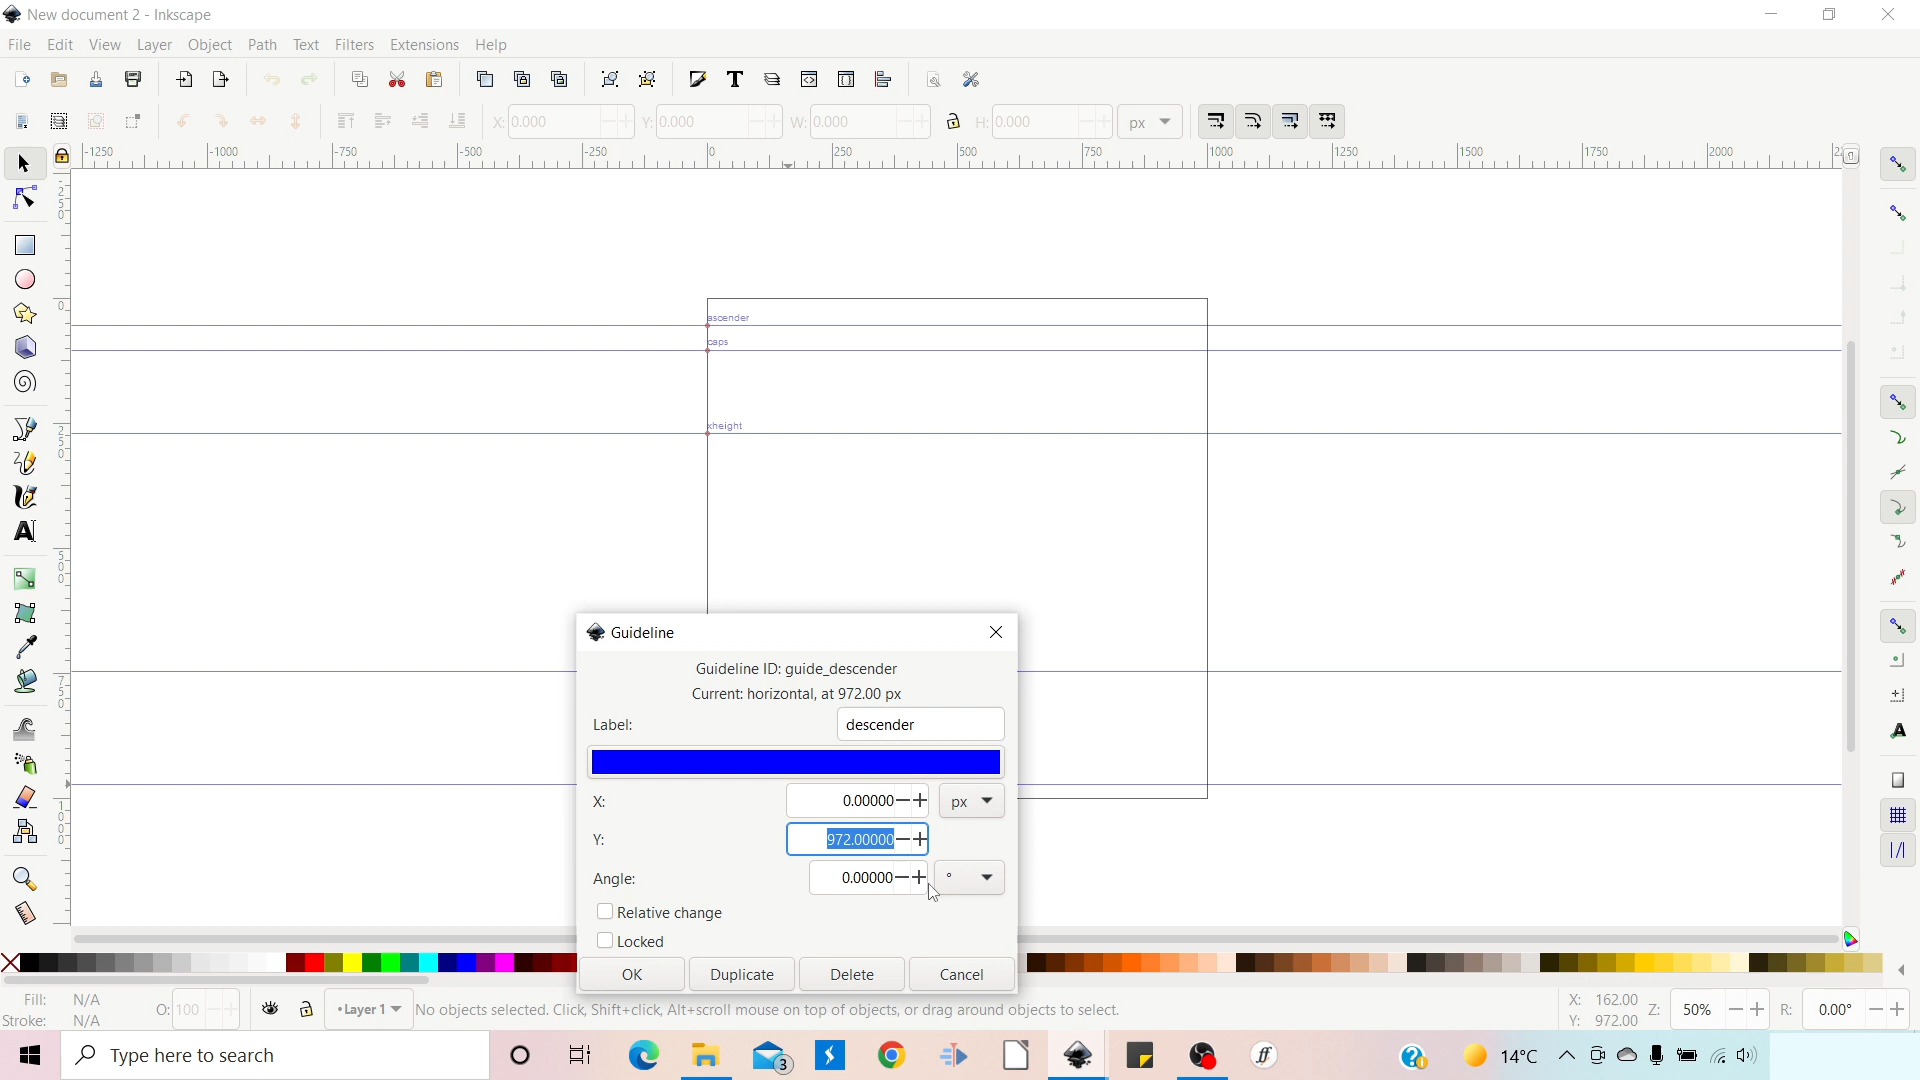 New document 2 - Inkscape
File Edit View Layer Object Path Text Filters Extensions Help
X: 0.000 Y: 0.000 W: 0.000 H: 0.000 px
-1250 -1000 -750 -500 -250 0 250 500 750 1000 1250 1500 1750 2000
ascender
caps
xheight
Guideline
Guideline ID: guide_descender
Current: horizontal, at 972.00 px
Label: descender
X: 0.00000 px
Y: 972.00000
Angle: 0.00000 °
Relative change
Locked
OK Duplicate Delete Cancel
Fill: N/A
Stroke: N/A
O: 100
Layer 1
No objects selected. Click, Shift+click, Alt+scroll mouse on top of objects, or drag around objects to select.
X: 162.00
Y: 972.00
Z: 50%
R: 0.00°
Type here to search
3
14°C